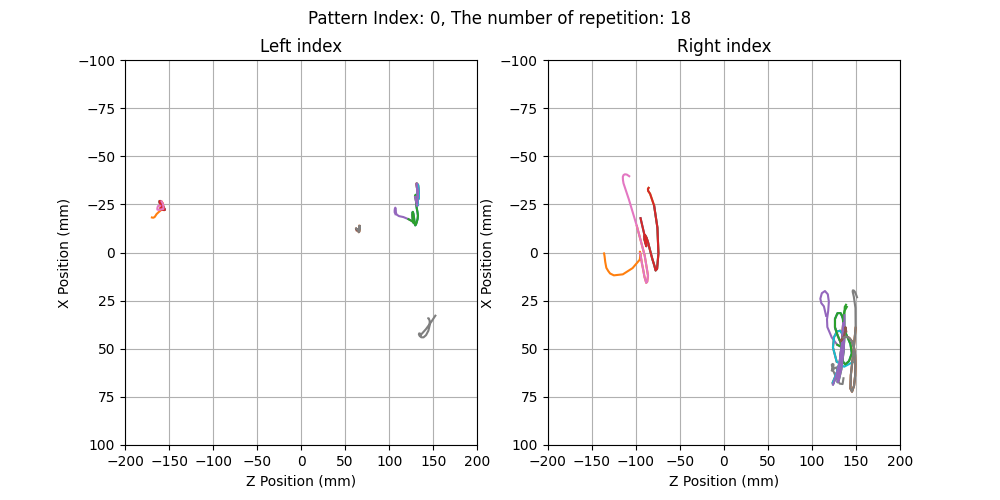 Pattern Index: 0, The number of repetition: 18
Left index
Right index
−100
−75
−50
−25
0
25
50
75
100
X Position (mm)
−200 −150 −100 −50 0 50 100 150 200
Z Position (mm)
−100
−75
−50
−25
0
25
50
75
100
X Position (mm)
−200 −150 −100 −50 0 50 100 150 200
Z Position (mm)